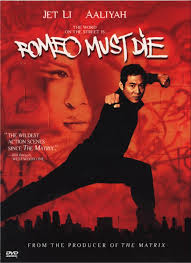 JET LI AALIYAH
THE WORD
ON THE STREET IS
ROMEO MUST DIE
"THE WILDEST
ACTION SCENES
SINCE THE MATRIX."
FROM THE PRODUCER OF THE MATRIX
DVD